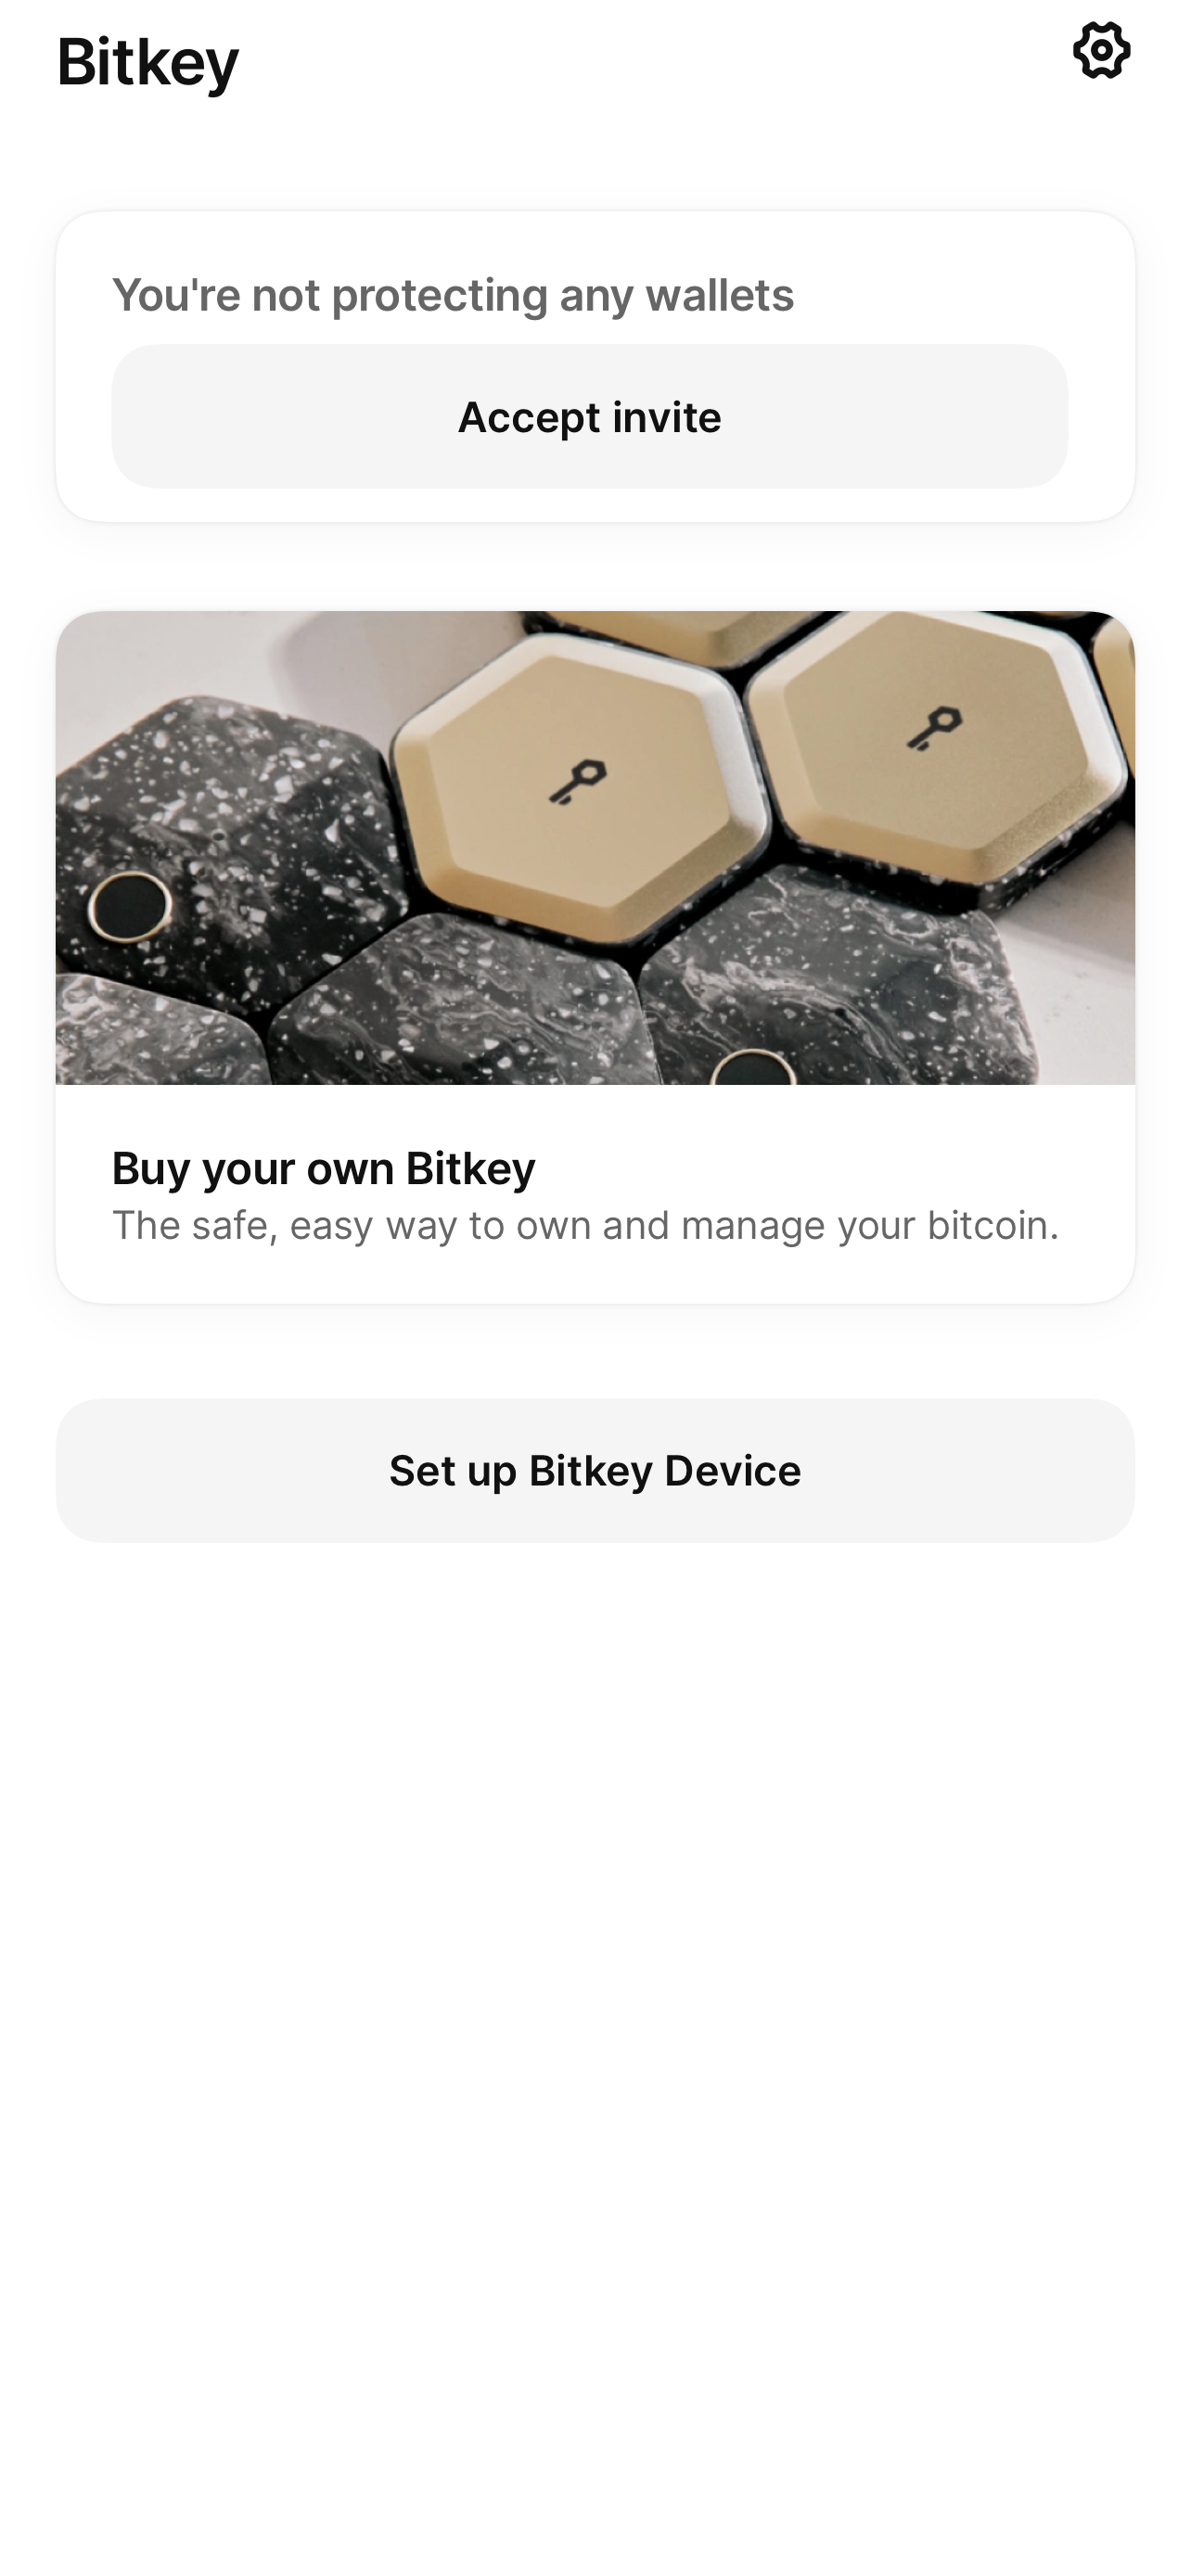 Bitkey
You're not protecting any wallets
Accept invite
Buy your own Bitkey
The safe, easy way to own and manage your bitcoin.
Set up Bitkey Device